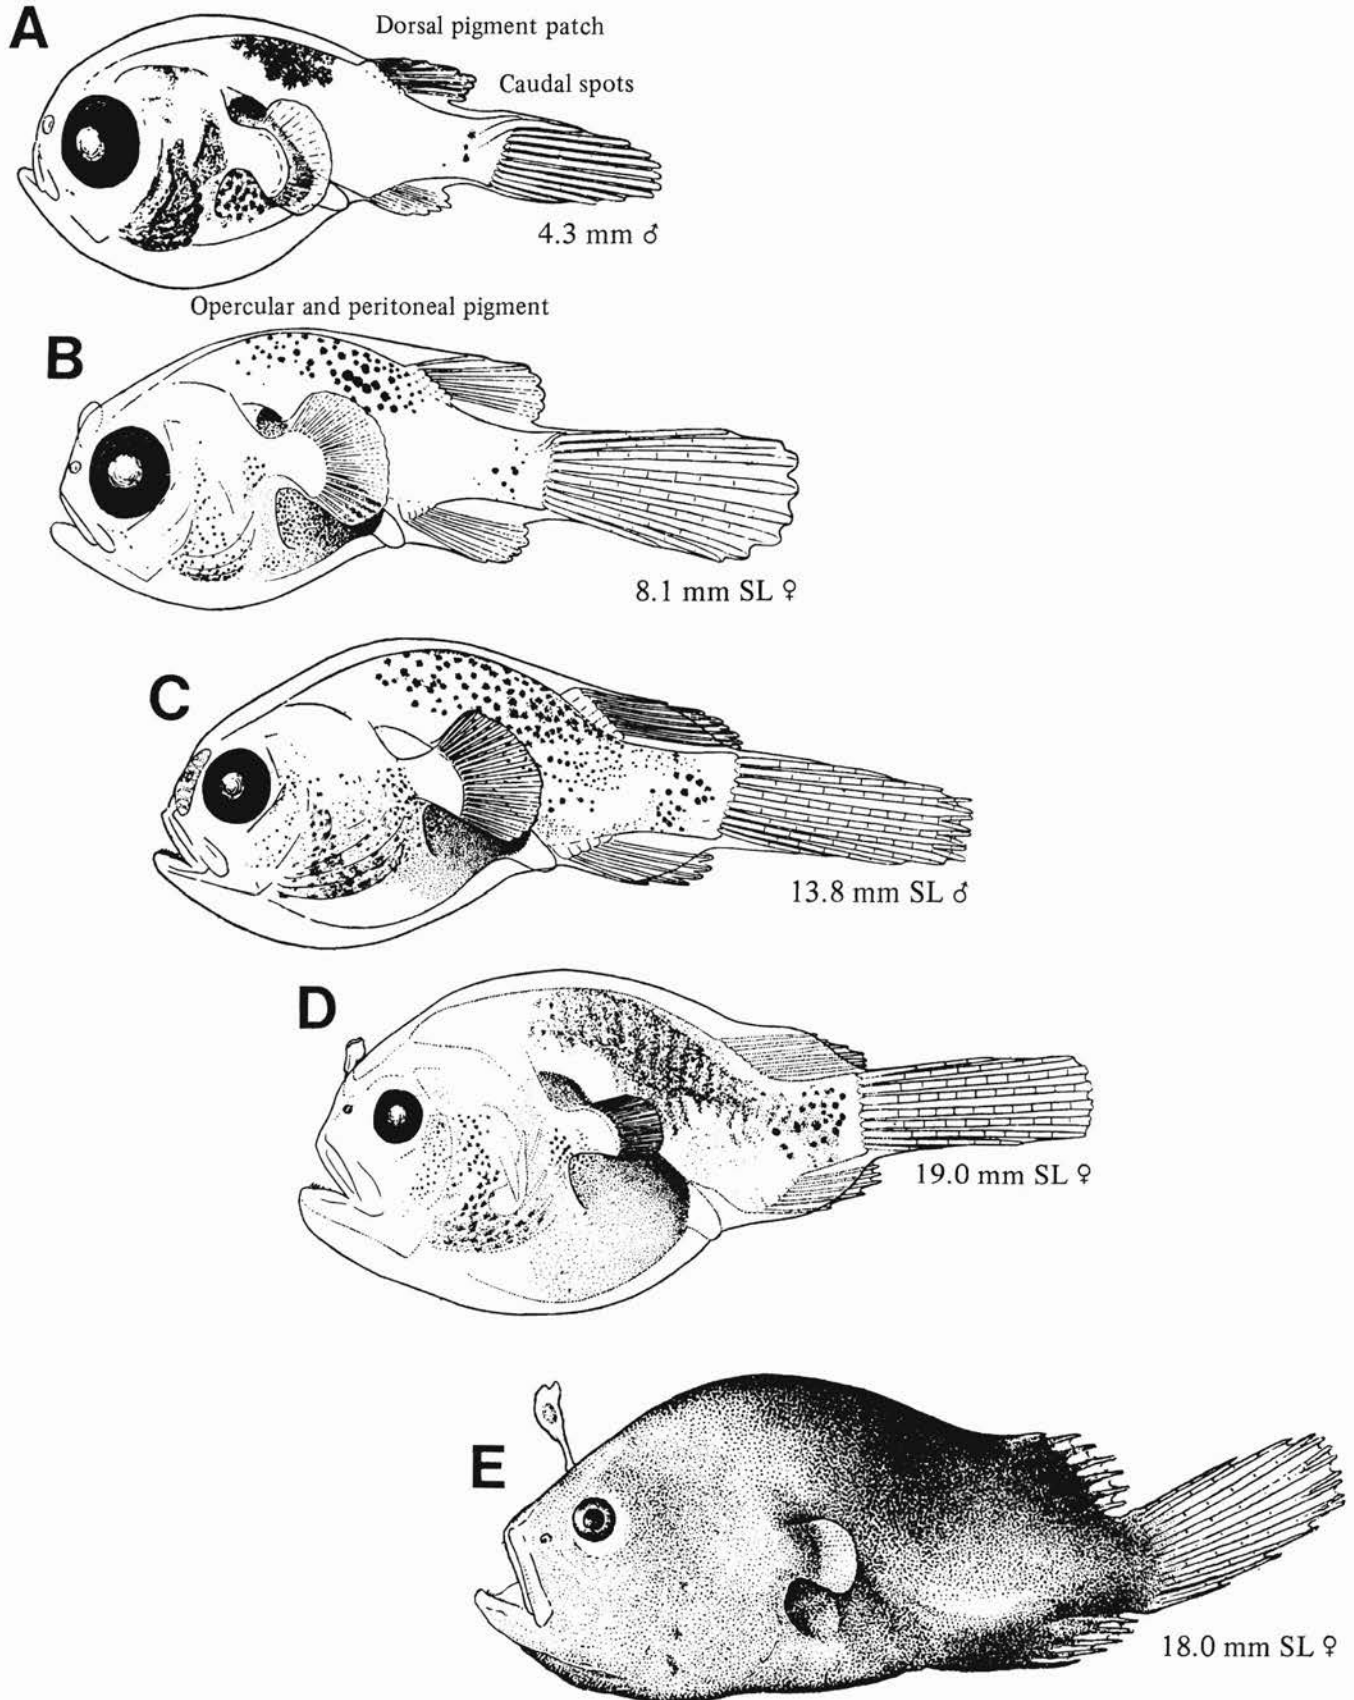 A
Dorsal pigment patch
Caudal spots
4.3 mm ♂
Opercular and peritoneal pigment
B
8.1 mm SL ♀
C
13.8 mm SL ♂
D
19.0 mm SL ♀
E
18.0 mm SL ♀